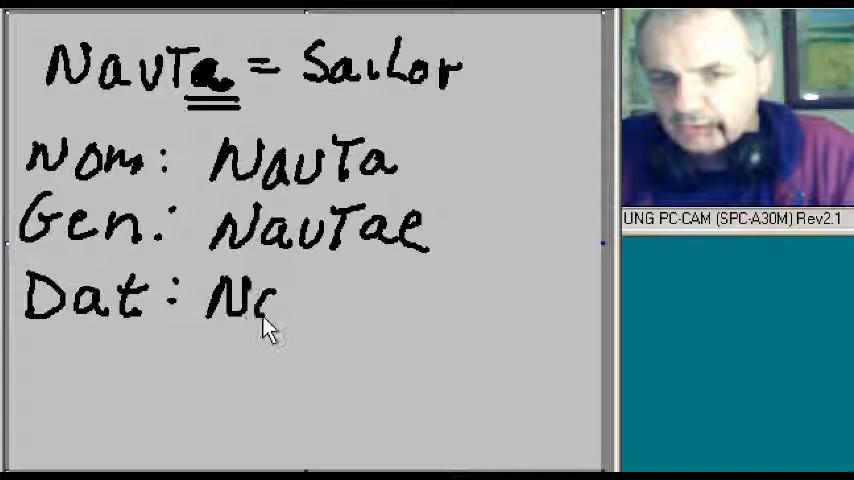 Nauta = Sailor
Nom: Nauta
Gen: Nautae
Dat: Na
UNG PC-CAM (SPC-A30M) Rev2.1